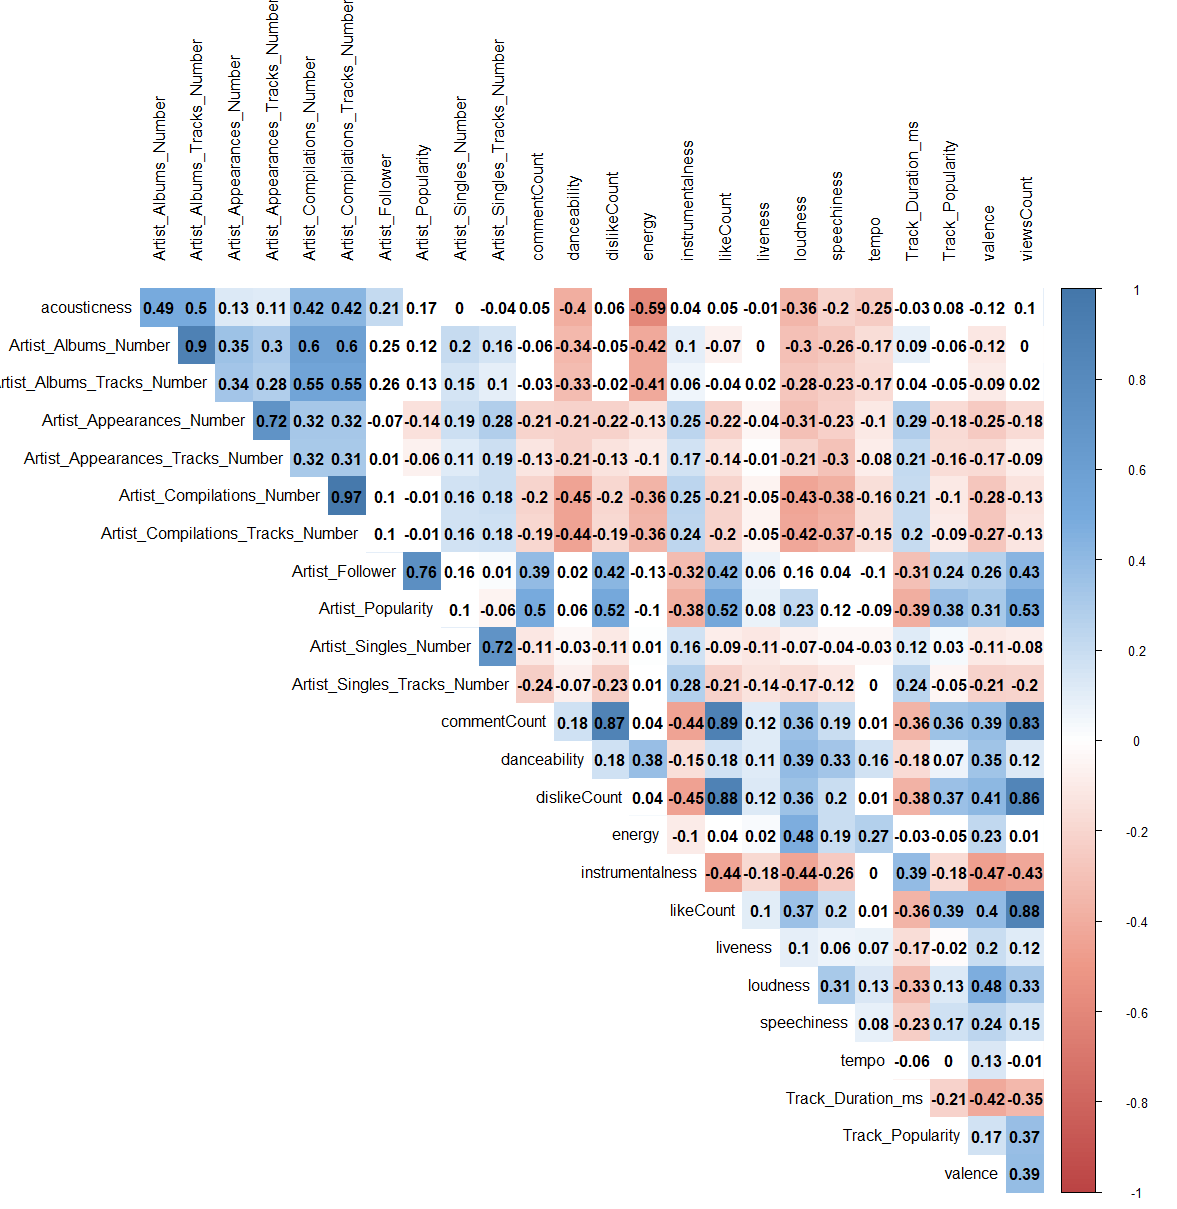 Artist_Albums_Number
Artist_Albums_Tracks_Number
Artist_Appearances_Number
Artist_Appearances_Tracks_Number
Artist_Compilations_Number
Artist_Compilations_Tracks_Number
Artist_Follower
Artist_Popularity
Artist_Singles_Number
Artist_Singles_Tracks_Number
commentCount
danceability
dislikeCount
energy
instrumentalness
likeCount
liveness
loudness
speechiness
tempo
Track_Duration_ms
Track_Popularity
valence
viewsCount
acousticness 0.49 0.5 0.13 0.11 0.42 0.42 0.21 0.17 0 -0.04 0.05 -0.4 0.06 -0.59 0.04 0.05 -0.01 -0.36 -0.2 -0.25 -0.03 0.08 -0.12 0.1
Artist_Albums_Number 0.9 0.35 0.3 0.6 0.6 0.25 0.12 0.2 0.16 -0.06 -0.34 -0.05 -0.42 0.1 -0.07 0 -0.3 -0.26 -0.17 0.09 -0.06 -0.12 0
rtist_Albums_Tracks_Number 0.34 0.28 0.55 0.55 0.26 0.13 0.15 0.1 -0.03 -0.33 -0.02 -0.41 0.06 -0.04 0.02 -0.28 -0.23 -0.17 0.04 -0.05 -0.09 0.02
Artist_Appearances_Number 0.72 0.32 0.32 -0.07 -0.14 0.19 0.28 -0.21 -0.21 -0.22 -0.13 0.25 -0.22 -0.04 -0.31 -0.23 -0.1 0.29 -0.18 -0.25 -0.18
Artist_Appearances_Tracks_Number 0.32 0.31 0.01 -0.06 0.11 0.19 -0.13 -0.21 -0.13 -0.1 0.17 -0.14 -0.01 -0.21 -0.3 -0.08 0.21 -0.16 -0.17 -0.09
Artist_Compilations_Number 0.97 0.1 -0.01 0.16 0.18 -0.2 -0.45 -0.2 -0.36 0.25 -0.21 -0.05 -0.43 -0.38 -0.16 0.21 -0.1 -0.28 -0.13
Artist_Compilations_Tracks_Number 0.1 -0.01 0.16 0.18 -0.19 -0.44 -0.19 -0.36 0.24 -0.2 -0.05 -0.42 -0.37 -0.15 0.2 -0.09 -0.27 -0.13
Artist_Follower 0.76 0.16 0.01 0.39 0.02 0.42 -0.13 -0.32 0.42 0.06 0.16 0.04 -0.1 -0.31 0.24 0.26 0.43
Artist_Popularity 0.1 -0.06 0.5 0.06 0.52 -0.1 -0.38 0.52 0.08 0.23 0.12 -0.09 -0.39 0.38 0.31 0.53
Artist_Singles_Number 0.72 -0.11 -0.03 -0.11 0.01 0.16 -0.09 -0.11 -0.07 -0.04 -0.03 0.12 0.03 -0.11 -0.08
Artist_Singles_Tracks_Number -0.24 -0.07 -0.23 0.01 0.28 -0.21 -0.14 -0.17 -0.12 0 0.24 -0.05 -0.21 -0.2
commentCount 0.18 0.87 0.04 -0.44 0.89 0.12 0.36 0.19 0.01 -0.36 0.36 0.39 0.83
danceability 0.18 0.38 -0.15 0.18 0.11 0.39 0.33 0.16 -0.18 0.07 0.35 0.12
dislikeCount 0.04 -0.45 0.88 0.12 0.36 0.2 0.01 -0.38 0.37 0.41 0.86
energy -0.1 0.04 0.02 0.48 0.19 0.27 -0.03 -0.05 0.23 0.01
instrumentalness -0.44 -0.18 -0.44 -0.26 0 0.39 -0.18 -0.47 -0.43
likeCount 0.1 0.37 0.2 0.01 -0.36 0.39 0.4 0.88
liveness 0.1 0.06 0.07 -0.17 -0.02 0.2 0.12
loudness 0.31 0.13 -0.33 0.13 0.48 0.33
speechiness 0.08 -0.23 0.17 0.24 0.15
tempo -0.06 0 0.13 -0.01
Track_Duration_ms -0.21 -0.42 -0.35
Track_Popularity 0.17 0.37
valence 0.39
1
0.8
0.6
0.4
0.2
0
-0.2
-0.4
-0.6
-0.8
-1